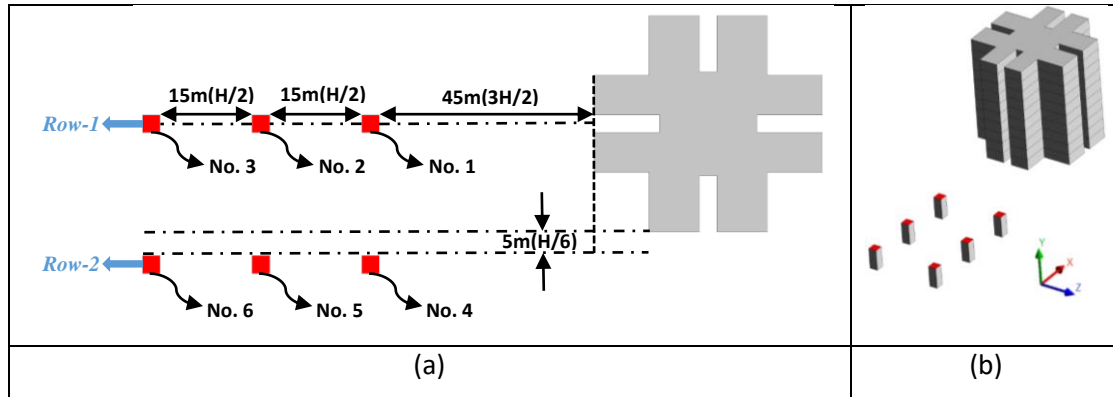 15m(H/2) 15m(H/2) 45m(3H/2)
Row-1
No. 3 No. 2 No. 1
5m(H/6)
Row-2
No. 6 No. 5 No. 4
Y
X
Z
(a) (b)